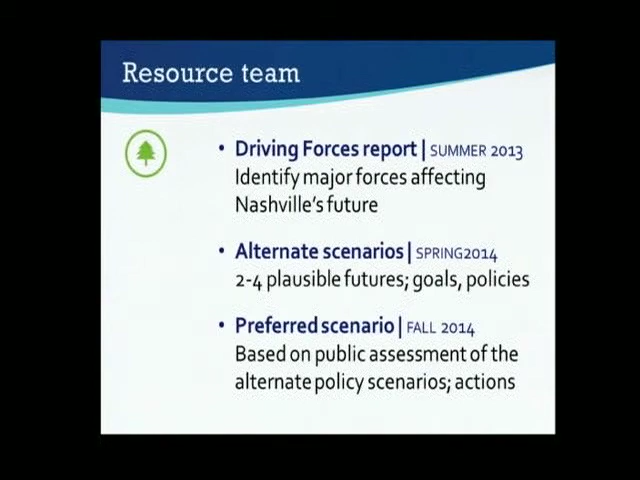 Resource team
• Driving Forces report | SUMMER 2013
Identify major forces affecting
Nashville's future
• Alternate scenarios | SPRING2014
2-4 plausible futures; goals, policies
• Preferred scenario | FALL 2014
Based on public assessment of the
alternate policy scenarios; actions